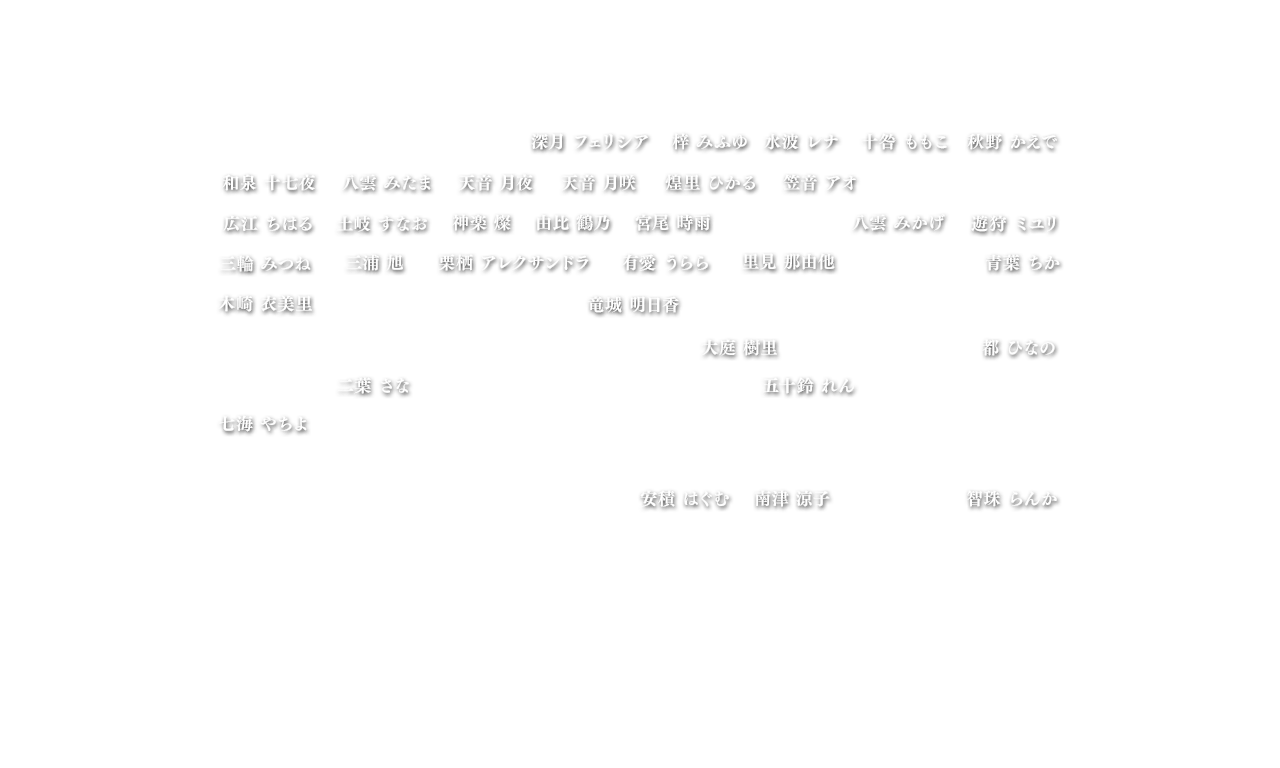 深月 フェリシア 梓 みふゆ 水波 レナ 十咎 ももこ 秋野 かえで
和泉 十七夜 八雲 みたま 天音 月夜 天音 月咲 煌里 ひかる 笠音 アオ
広江 ちはる 土岐 すなお 神楽 燦 由比 鶴乃 宮尾 時雨 八雲 みかげ 遊狩 ミユリ
三輪 みつね 三浦 旭 栗栖 アレクサンドラ 有愛 うらら 里見 那由他 青葉 ちか
木崎 衣美里 竜城 明日香
大庭 樹里 都 ひなの
二葉 さな 五十鈴 れん
七海 やちよ
安積 はぐむ 南津 涼子 智珠 らんか